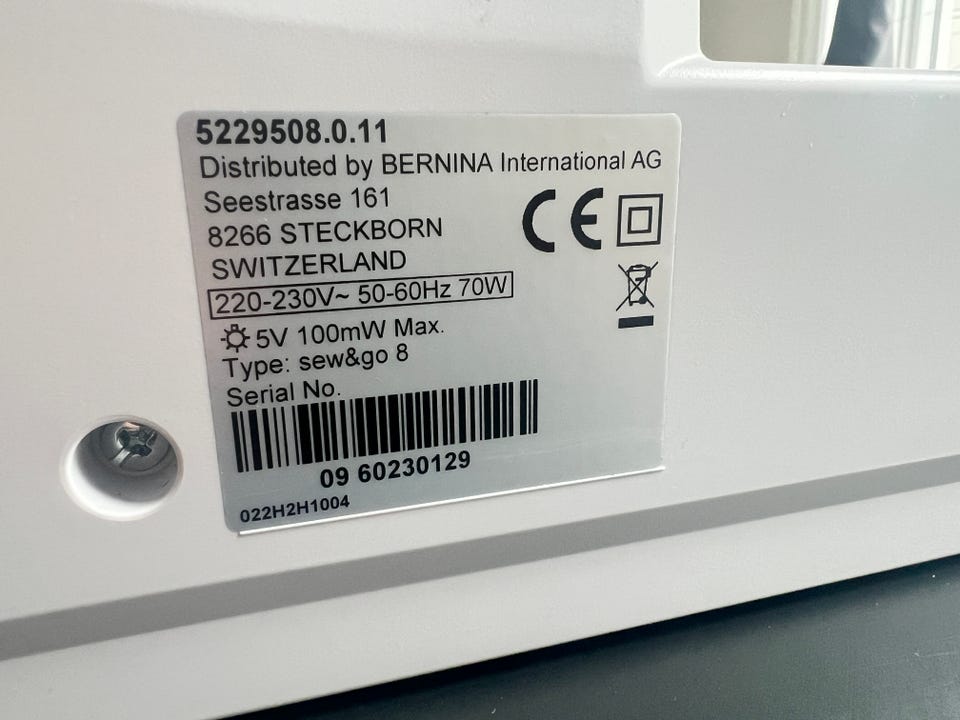 5229508.0.11
Distributed by BERNINA International AG
Seestrasse 161
8266 STECKBORN
SWITZERLAND
CE
220-230V~ 50-60Hz 70W
5V 100mW Max.
Type: sew&go 8
Serial No.
09 60230129
022H2H1004